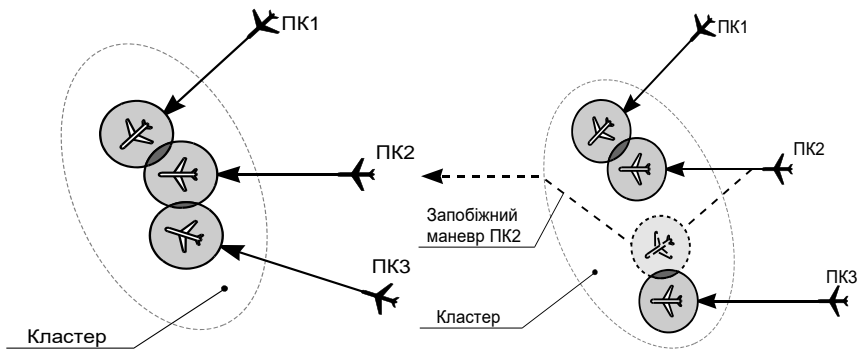 ПК1
ПК2
ПК3
Кластер
ПК1
ПК2
Запобіжний
маневр ПК2
ПК3
Кластер